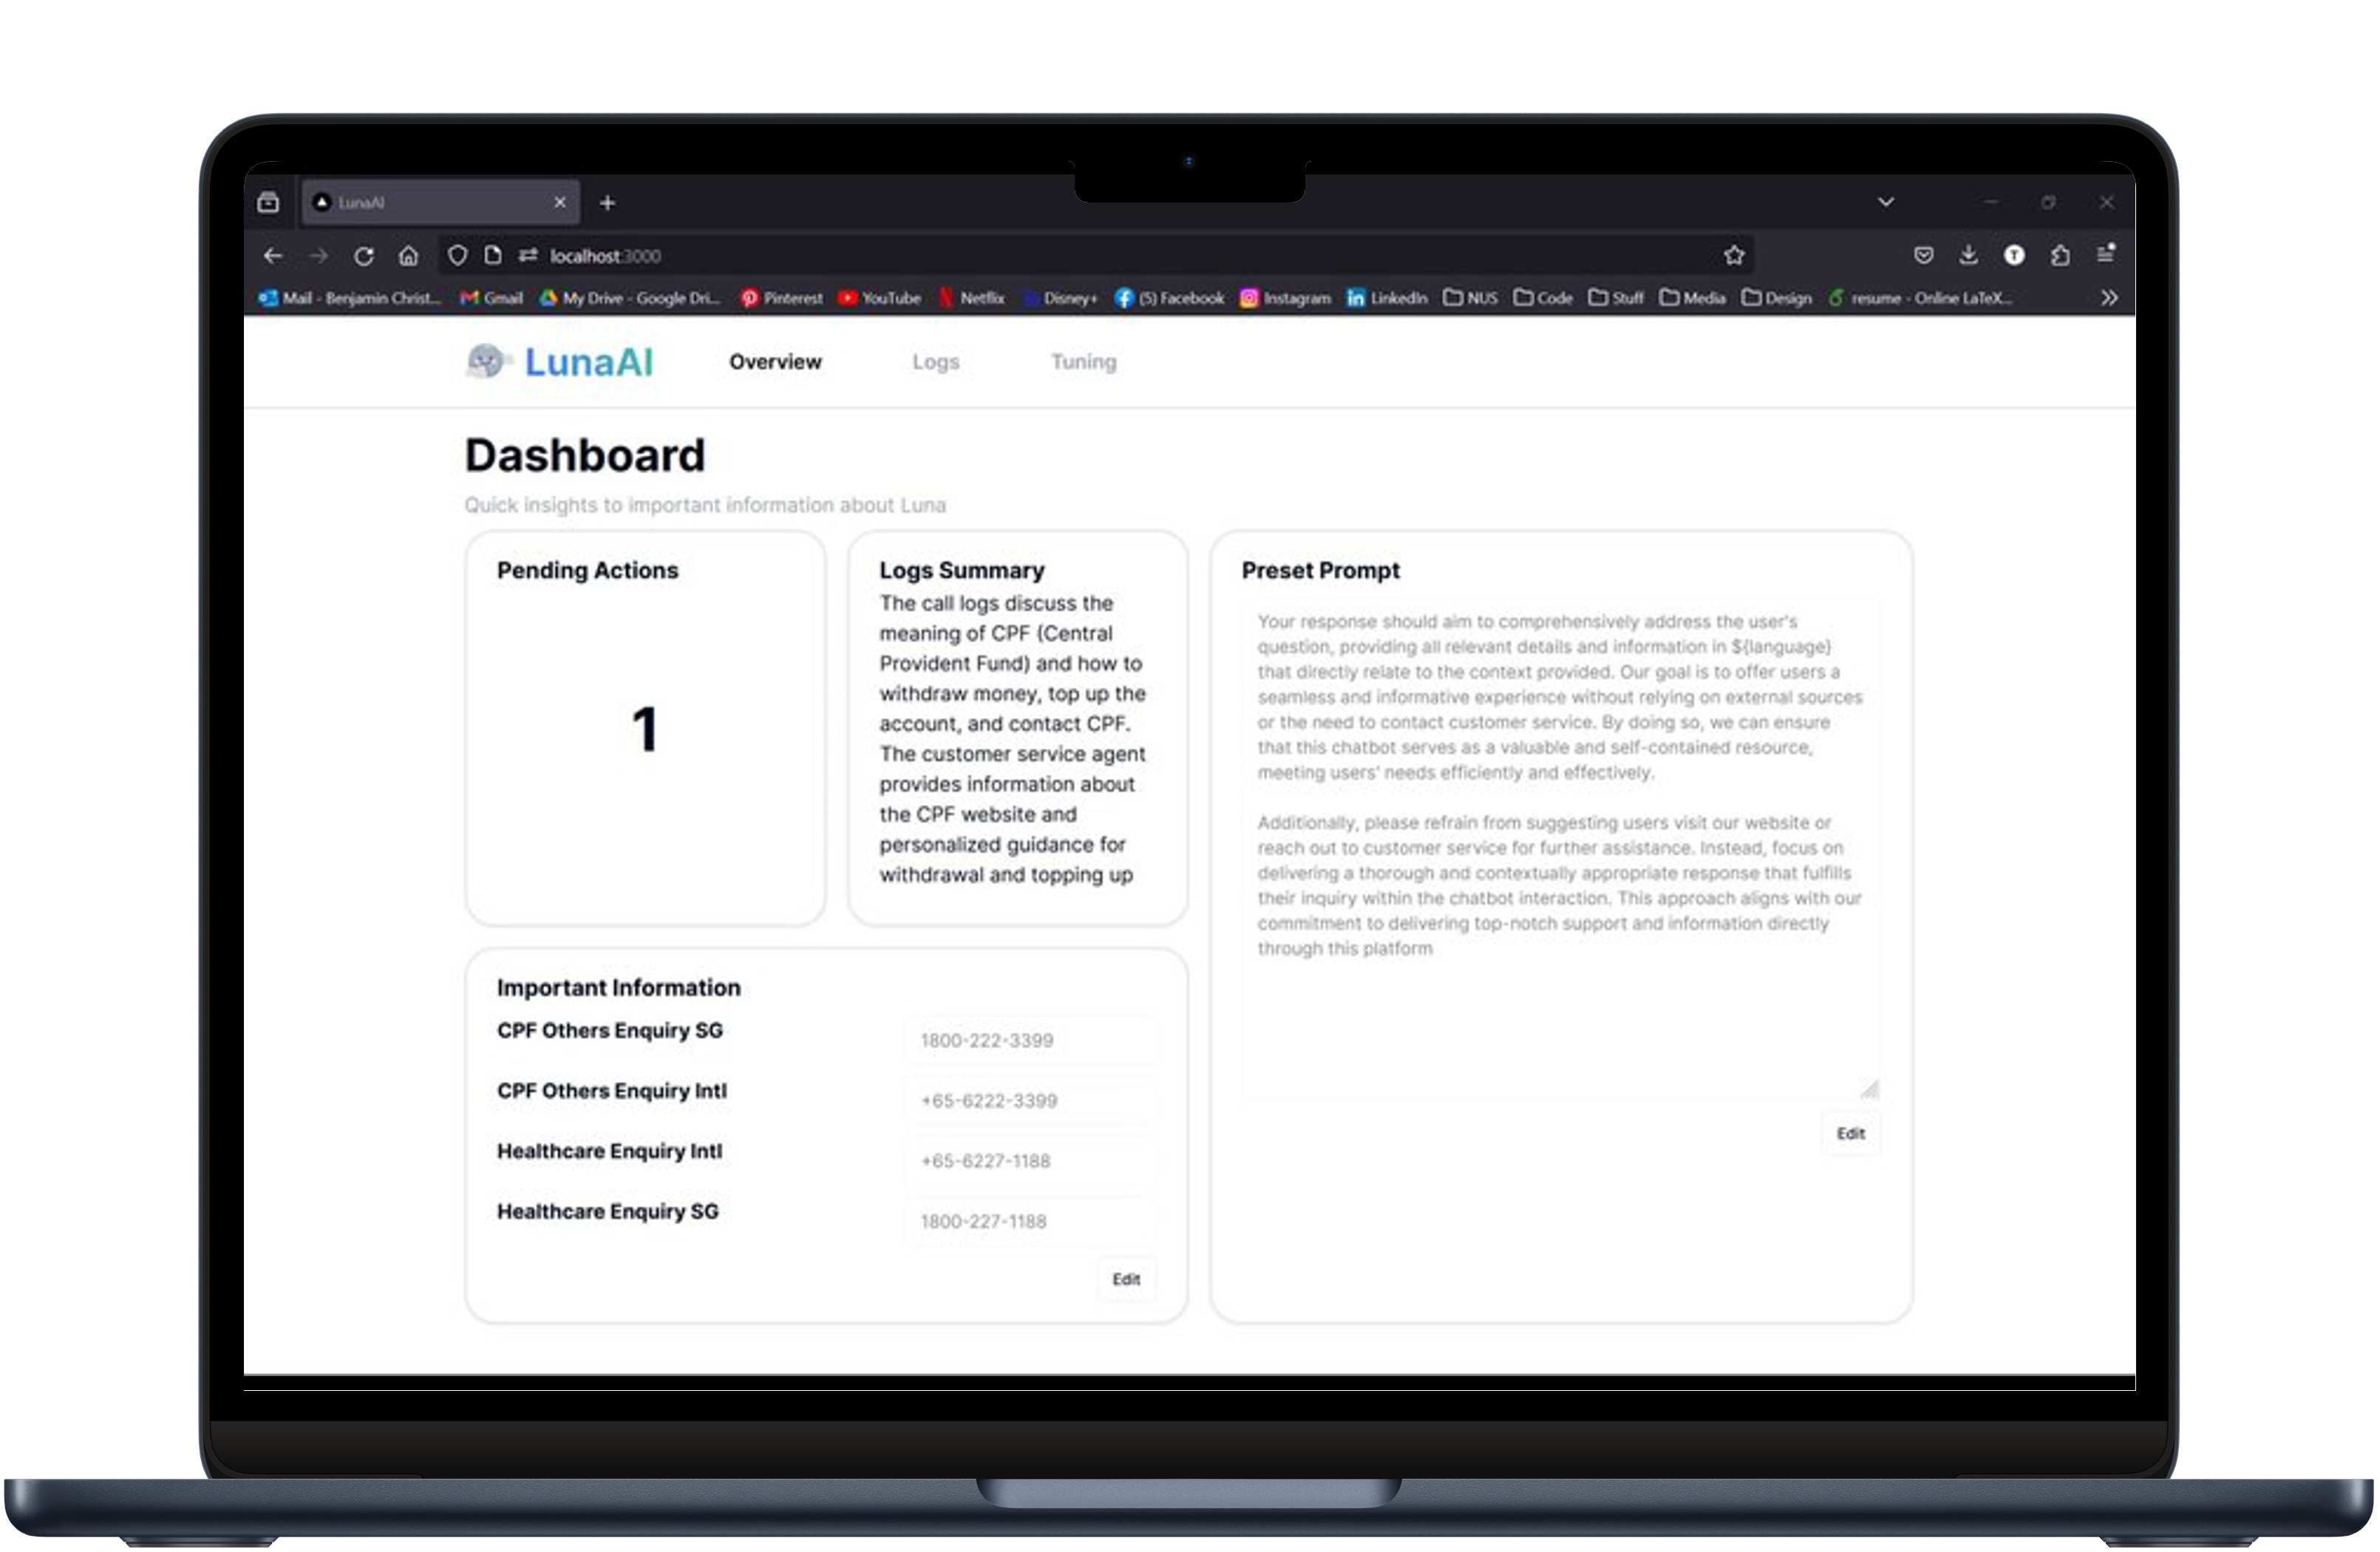 LunaAI
localhost:3000
Mail - Benjamin Christ...
Gmail
My Drive - Google Dri...
Pinterest
YouTube
Netflix
Disney+
(5) Facebook
Instagram
LinkedIn
NUS
Code
Stuff
Media
Design
resume - Online LaTeX...
LunaAI
Overview
Logs
Tuning
Dashboard
Quick insights to important information about Luna
Pending Actions
1
Logs Summary
The call logs discuss the
meaning of CPF (Central
Provident Fund) and how to
withdraw money, top up the
account, and contact CPF.
The customer service agent
provides information about
the CPF website and
personalized guidance for
withdrawal and topping up
Preset Prompt
Your response should aim to comprehensively address the user's
question, providing all relevant details and information in ${language}
that directly relate to the context provided. Our goal is to offer users a
seamless and informative experience without relying on external sources
or the need to contact customer service. By doing so, we can ensure
that this chatbot serves as a valuable and self-contained resource,
meeting users' needs efficiently and effectively.
Additionally, please refrain from suggesting users visit our website or
reach out to customer service for further assistance. Instead, focus on
delivering a thorough and contextually appropriate response that fulfills
their inquiry within the chatbot interaction. This approach aligns with our
commitment to delivering top-notch support and information directly
through this platform
Edit
Important Information
CPF Others Enquiry SG
1800-222-3399
CPF Others Enquiry Intl
+65-6222-3399
Healthcare Enquiry Intl
+65-6227-1188
Healthcare Enquiry SG
1800-227-1188
Edit